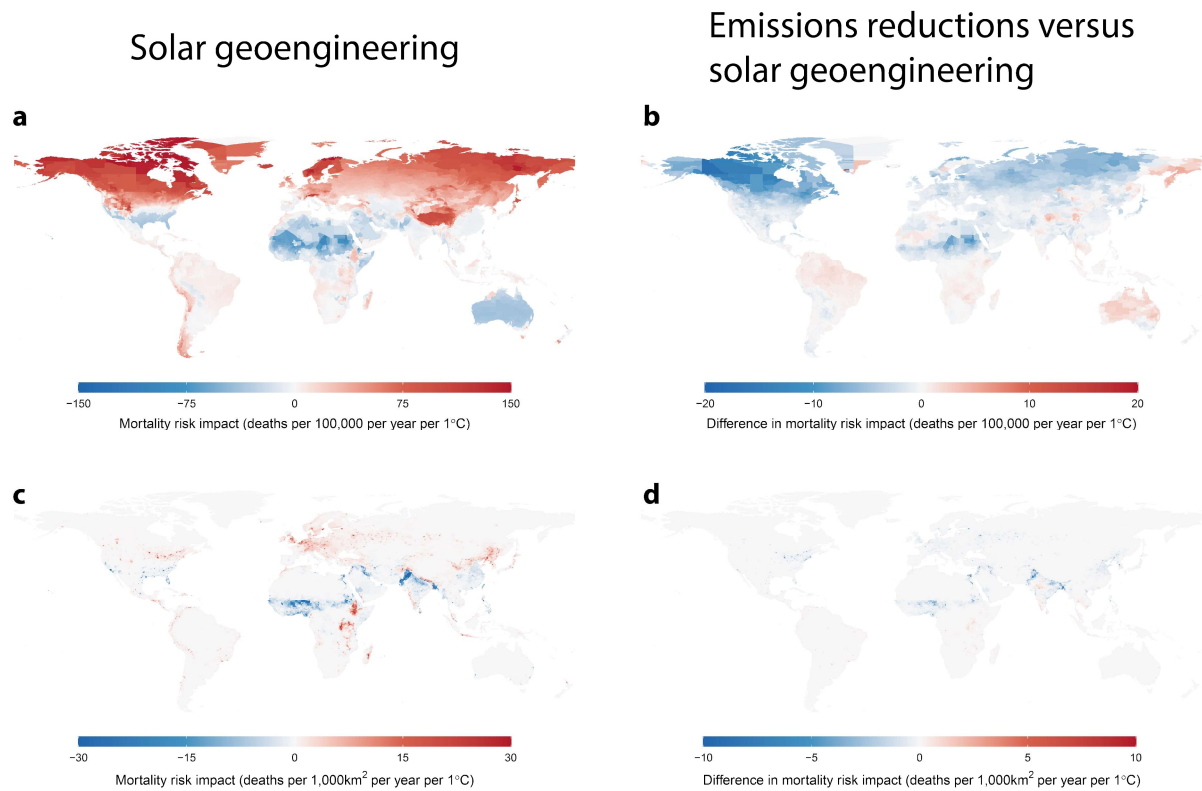 Solar geoengineering
Emissions reductions versus
solar geoengineering
a
b
−150 −75 0 75 150
Mortality risk impact (deaths per 100,000 per year per 1°C)
−20 −10 0 10 20
Difference in mortality risk impact (deaths per 100,000 per year per 1°C)
c
d
−30 −15 0 15 30
Mortality risk impact (deaths per 1,000km² per year per 1°C)
−10 −5 0 5 10
Difference in mortality risk impact (deaths per 1,000km² per year per 1°C)